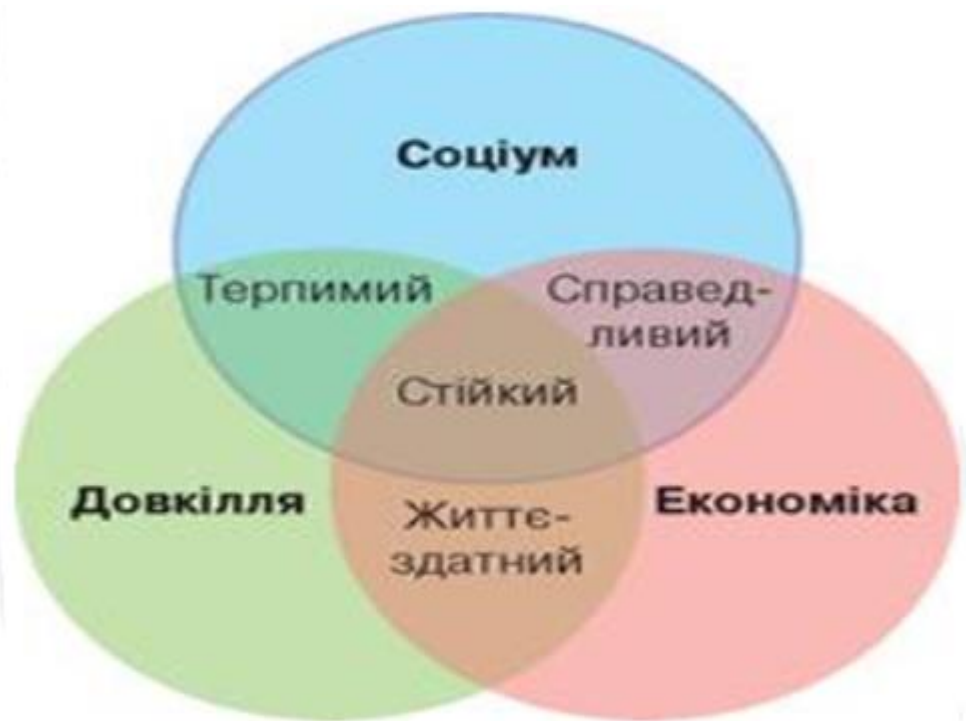 Соціум
Терпимий
Справед-
ливий
Стійкий
Довкілля
Життє-
здатний
Економіка